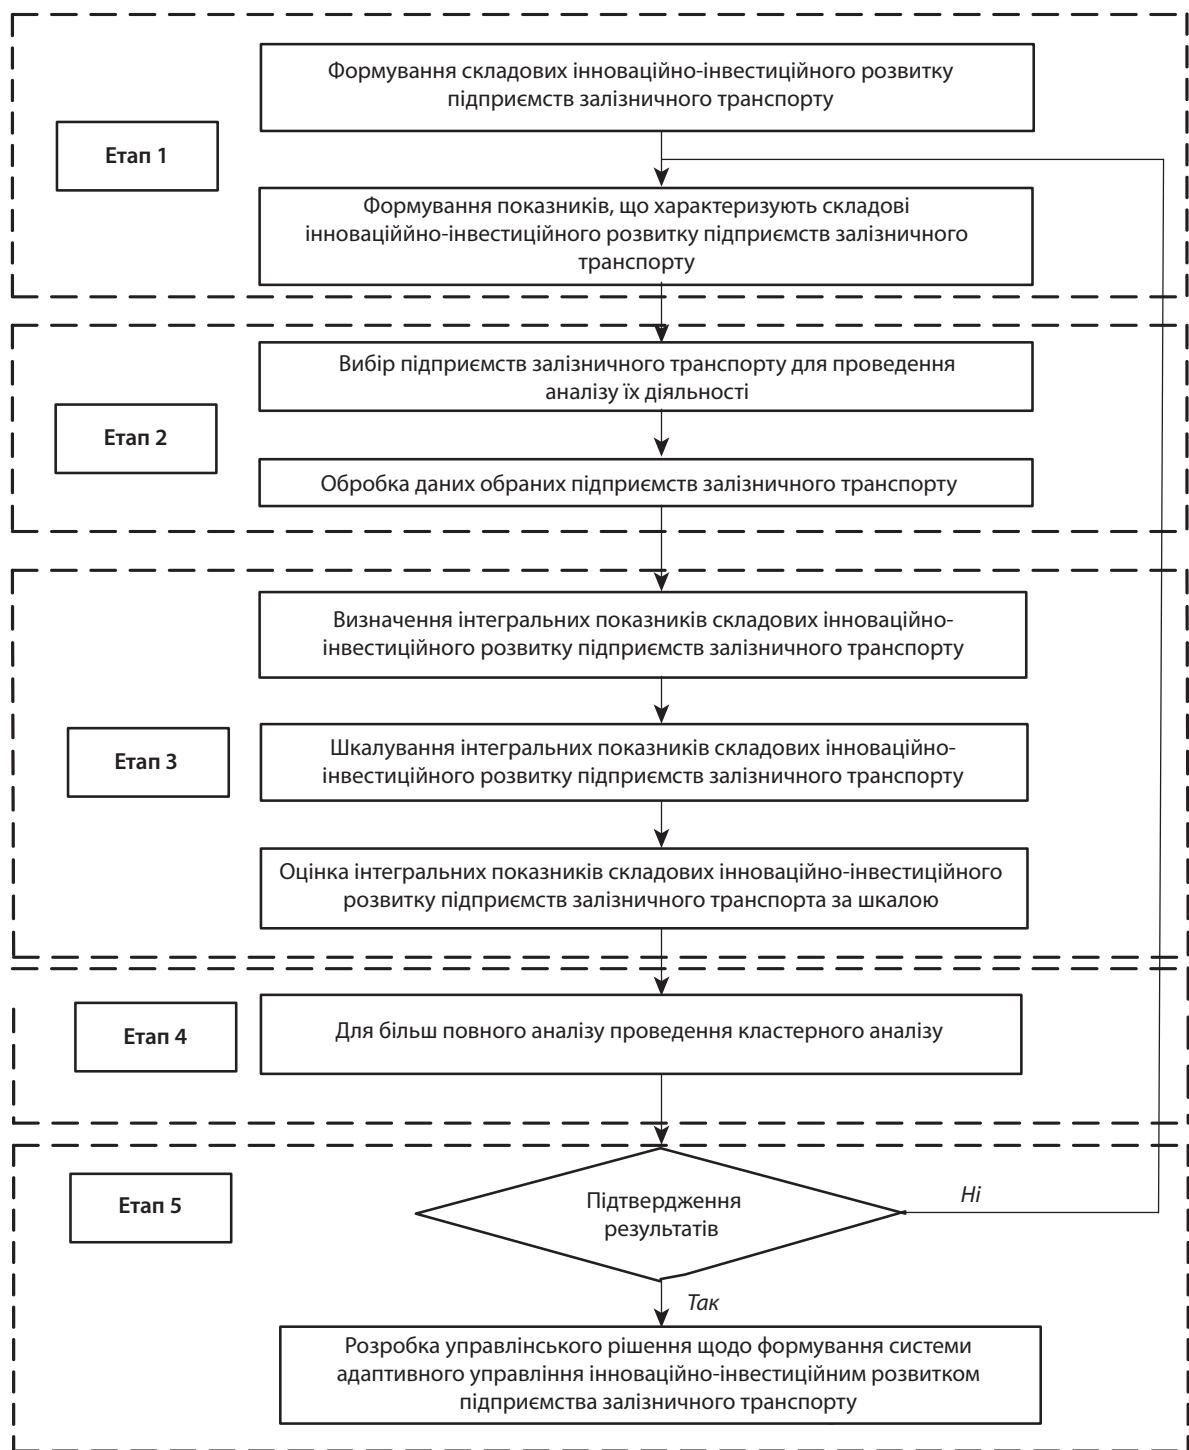 Формування складових інноваційно-інвестиційного розвитку
підприємств залізничного транспорту
Етап 1
Формування показників, що характеризують складові
інноваціййно-інвестиційного розвитку підприємств залізничного
транспорту
Вибір підприємств залізничного транспорту для проведення
аналізу їх діяльності
Етап 2
Обробка даних обраних підприємств залізничного транспорту
Визначення інтегральних показників складових інноваційно-
інвестиційного розвитку підприємств залізничного транспорту
Етап 3
Шкалування інтегральних показників складових інноваційно-
інвестиційного розвитку підприємств залізничного транспорту
Оцінка інтегральних показників складових інноваційно-інвестиційного
розвитку підприємств залізничного транспорта за шкалою
Етап 4
Для більш повного аналізу проведення кластерного аналізу
Етап 5
Підтвердження
результатів
Ні
Так
Розробка управлінського рішення щодо формування системи
адаптивного управління інноваційно-інвестиційним розвитком
підприємства залізничного транспорту